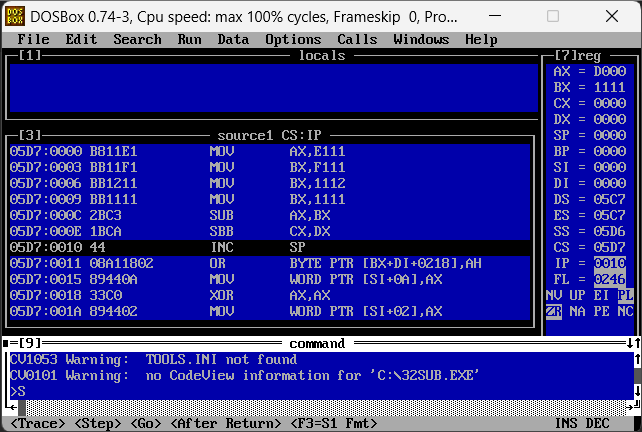 DOS BOX DOSBox 0.74-3, Cpu speed: max 100% cycles, Frameskip 0, Pro...
File Edit Search Run Data Options Calls Windows Help
[1] locals
[3] source1 CS:IP
05D7:0000 B811E1 MOV AX,E111
05D7:0003 BB11F1 MOV BX,F111
05D7:0006 BB1211 MOV BX,1112
05D7:0009 BB1111 MOV BX,1111
05D7:000C 2BC3 SUB AX,BX
05D7:000E 1BCA SBB CX,DX
05D7:0010 44 INC SP
05D7:0011 08A11802 OR BYTE PTR [BX+DI+0218],AH
05D7:0015 89440A MOV WORD PTR [SI+0A],AX
05D7:0018 33C0 XOR AX,AX
05D7:001A 894402 MOV WORD PTR [SI+02],AX
[7]reg
AX = D000
BX = 1111
CX = 0000
DX = 0000
SP = 0000
BP = 0000
SI = 0000
DI = 0000
DS = 05C7
ES = 05C7
SS = 05D6
CS = 05D7
IP = 0010
FL = 0246
NV UP EI PL
ZR NA PE NC
[9] command
CV1053 Warning: TOOLS.INI not found
CV0101 Warning: no CodeView information for 'C:\32SUB.EXE'
>S
<Trace> <Step> <Go> <After Return> <F3=S1 Fmt> INS DEC